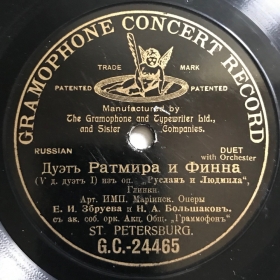 GRAMOPHONE CONCERT RECORD
TRADE MARK
PATENTED PATENTED
Manufactured by
The Gramophone and Typewriter Ltd.,
and Sister Companies.
RUSSIAN DUET
with Orchester
Дуэтъ Ратмира и Финна
(V д. дуэтъ I) изъ оп. „Русланъ и Людмила",
Глинки.
Арт. ИМП. Маріинск. Оперы
Е. И. Збруева и Н. А. Большаковъ,
съ ак. соб. орк. Акц. Общ. „Граммофонъ"
ST. PETERSBURG.
G.C.-24465